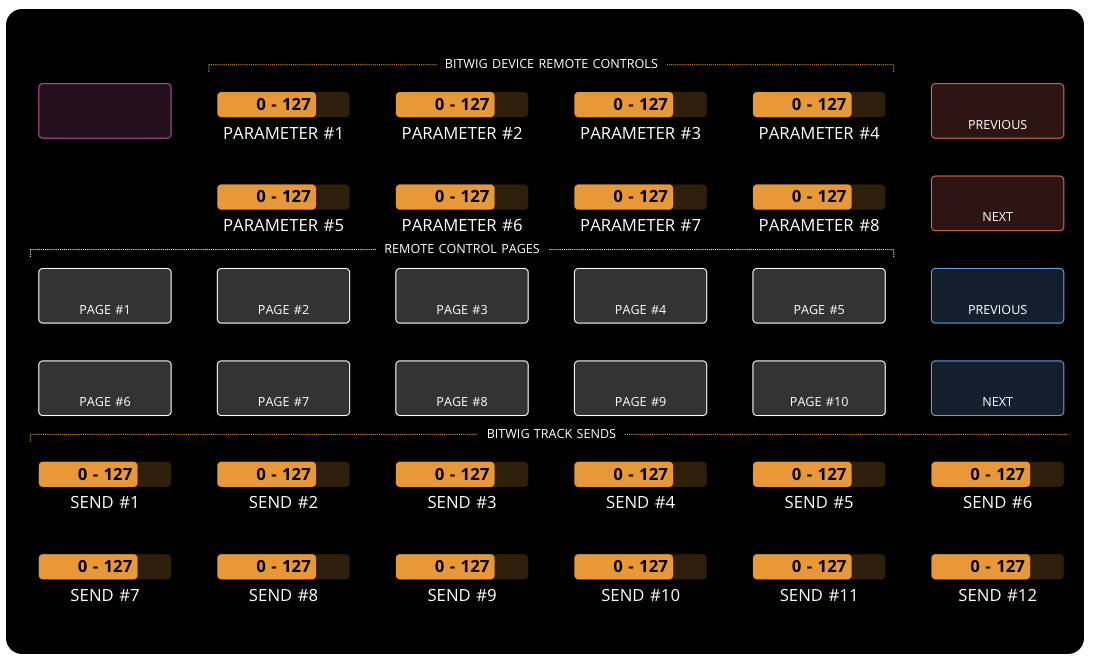 BITWIG DEVICE REMOTE CONTROLS
0 - 127 0 - 127 0 - 127 0 - 127
PARAMETER #1 PARAMETER #2 PARAMETER #3 PARAMETER #4 PREVIOUS
0 - 127 0 - 127 0 - 127 0 - 127
PARAMETER #5 PARAMETER #6 PARAMETER #7 PARAMETER #8 NEXT
REMOTE CONTROL PAGES
PAGE #1 PAGE #2 PAGE #3 PAGE #4 PAGE #5 PREVIOUS
PAGE #6 PAGE #7 PAGE #8 PAGE #9 PAGE #10 NEXT
BITWIG TRACK SENDS
0 - 127 0 - 127 0 - 127 0 - 127 0 - 127 0 - 127
SEND #1 SEND #2 SEND #3 SEND #4 SEND #5 SEND #6
0 - 127 0 - 127 0 - 127 0 - 127 0 - 127 0 - 127
SEND #7 SEND #8 SEND #9 SEND #10 SEND #11 SEND #12